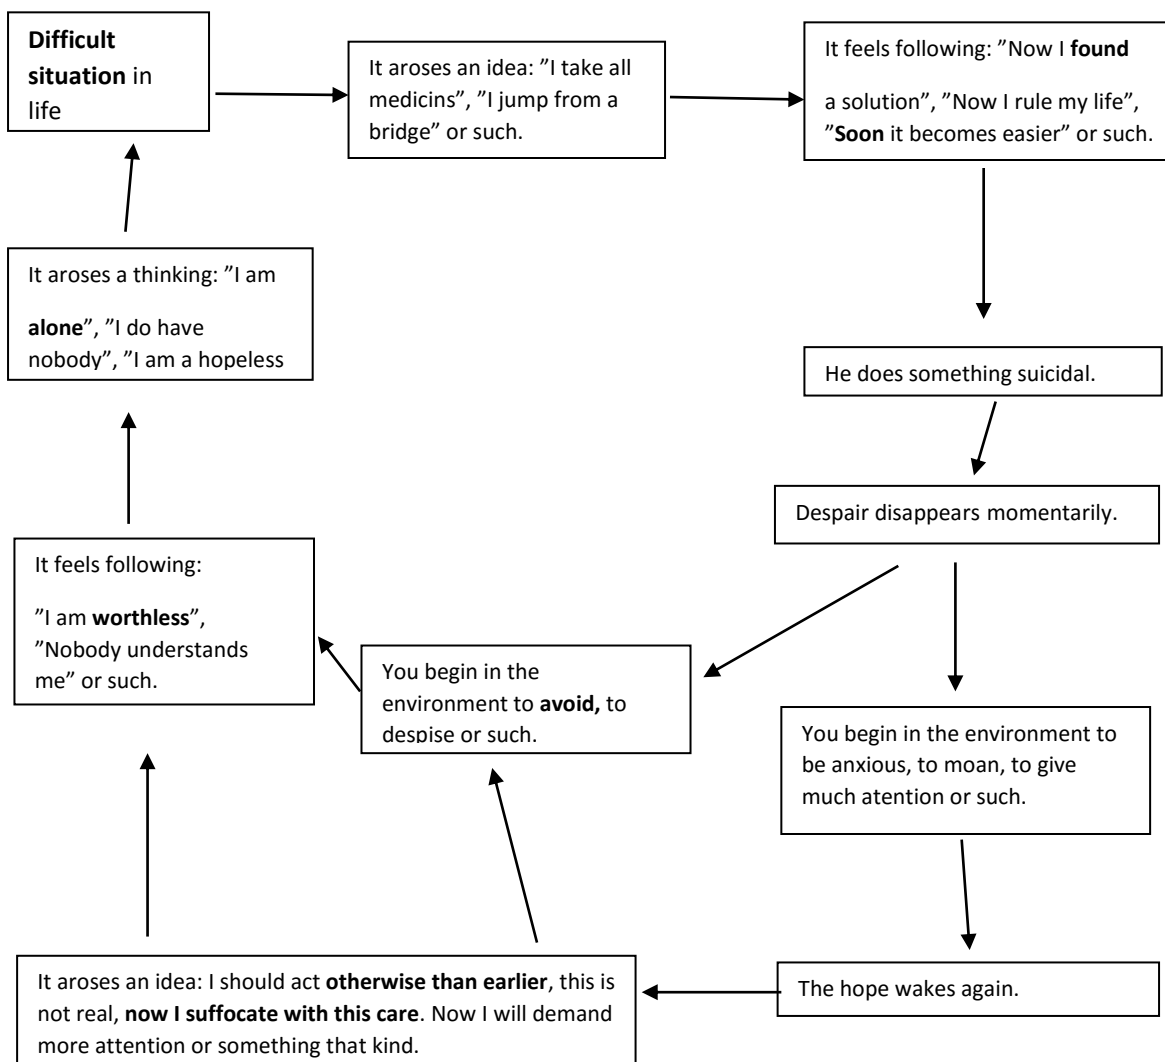 Difficult
situation in
life
It aroses an idea: ”I take all
medicins”, ”I jump from a
bridge” or such.
It feels following: ”Now I found
a solution”, ”Now I rule my life”,
”Soon it becomes easier” or such.
He does something suicidal.
Despair disappears momentarily.
You begin in the environment to
be anxious, to moan, to give
much atention or such.
The hope wakes again.
It aroses an idea: I should act otherwise than earlier, this is
not real, now I suffocate with this care. Now I will demand
more attention or something that kind.
You begin in the
environment to avoid, to
despise or such.
It feels following:
”I am worthless”,
”Nobody understands
me” or such.
It aroses a thinking: ”I am
alone”, ”I do have
nobody”, ”I am a hopeless